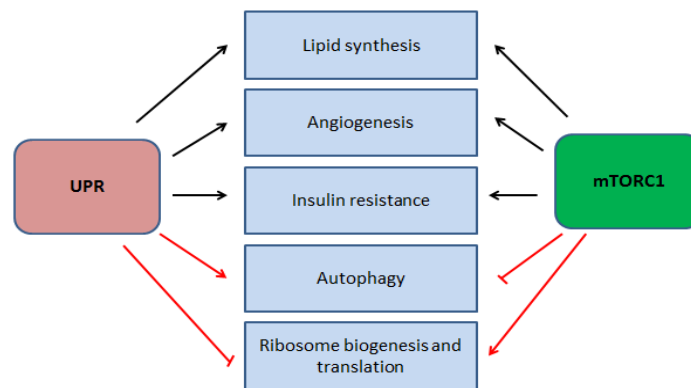 Lipid synthesis
Angiogenesis
UPR
mTORC1
Insulin resistance
Autophagy
Ribosome biogenesis and
translation